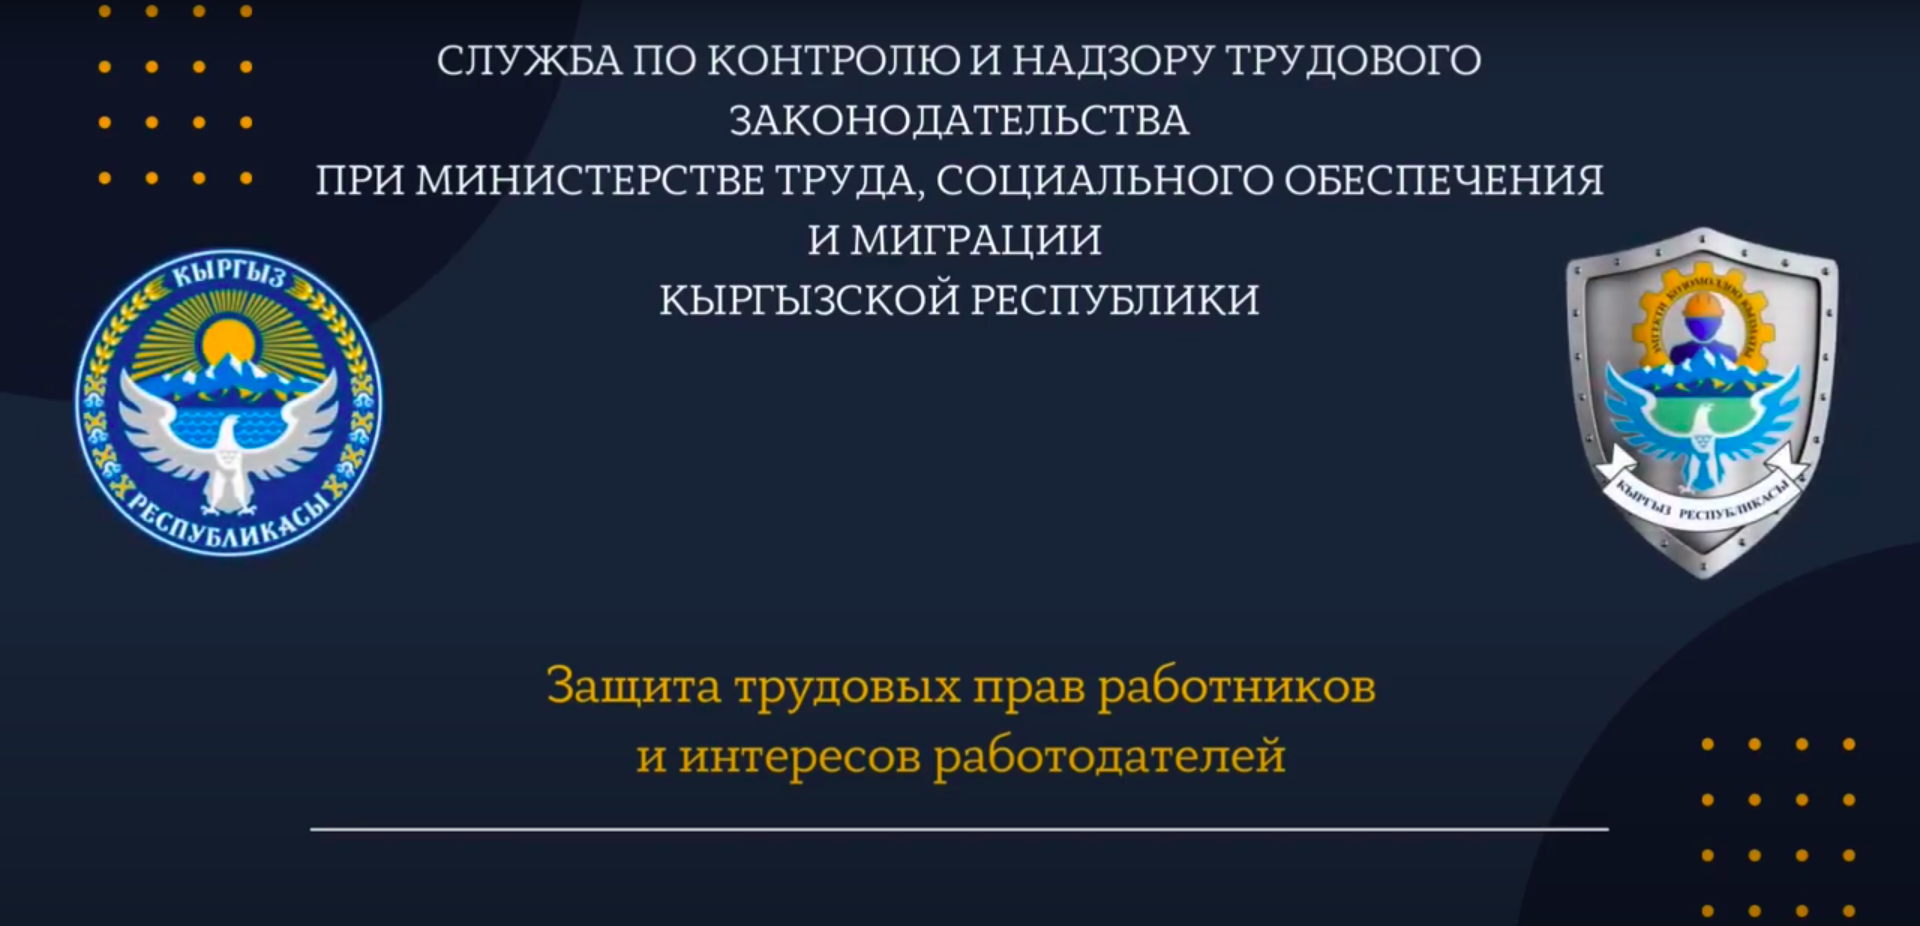 СЛУЖБА ПО КОНТРОЛЮ И НАДЗОРУ ТРУДОВОГО
ЗАКОНОДАТЕЛЬСТВА
ПРИ МИНИСТЕРСТВЕ ТРУДА, СОЦИАЛЬНОГО ОБЕСПЕЧЕНИЯ
И МИГРАЦИИ
КЫРГЫЗСКОЙ РЕСПУБЛИКИ
КЫРГЫЗ
РЕСПУБЛИКАСЫ
КЫРГЫЗ РЕСПУБЛИКАСЫ
Защита трудовых прав работников
и интересов работодателей